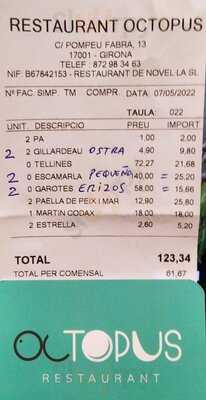 RESTAURANT OCTOPUS
C/ POMPEU FABRA, 13
17001 - GIRONA
TELEF : 872 98 34 63
NIF: B67842153 - RESTAURANT DE NOVEL·LA SL
Nº FAC. SIMP. TM COMPR DATA 07/05/2022
TAULA: 022
UNIT. DESCRIPCIO PREU IMPORT
2 PA 1,00 2,00
2 0 GILLARDEAU OSTRA 4,90 9,80
0 TELLINES 72,27 21,68
2 0 ESCAMARLA PEQUEÑO 140,00 = 25,20
2 0 GAROTES ERIZOS 58,00 = 15,66
2 PAELLA DE PEIX I MAR 12,90 25,80
1 MARTIN CODAX 18,00 18,00
2 ESTRELLA 2,60 5,20
TOTAL 123,34
TOTAL PER COMENSAL 61,67
OCTOPUS
RESTAURANT